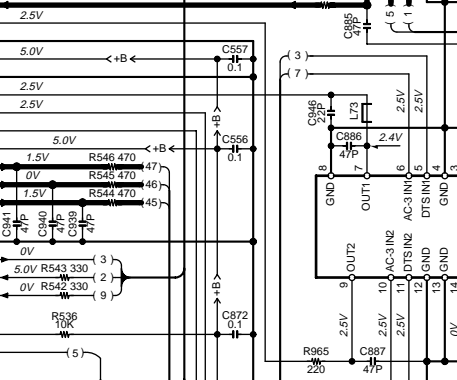 2.5V
C885
47P
5
1
5.0V
+B
C557
0.1
3
7
2.5V
2.5V
+B
C946
22P
L73
2.5V
2.5V
5.0V
+B
C556
0.1
C886
47P
2.4V
1.5V
R546 470
47
0V
R545 470
46
1.5V
R544 470
45
8
7
6
5
4
3
GND
OUT1
AC-3 IN1
DTS IN1
GND
C941
47P
C940
47P
C939
47P
0V
3
5.0V
R543 330
2
0V
R542 330
9
+B
OUT2
AC-3 IN2
DTS IN2
GND
GND
9
10
11
12
13
14
R536
10K
C872
0.1
2.5V
2.5V
2.5V
0V
5
R965
220
C887
47P